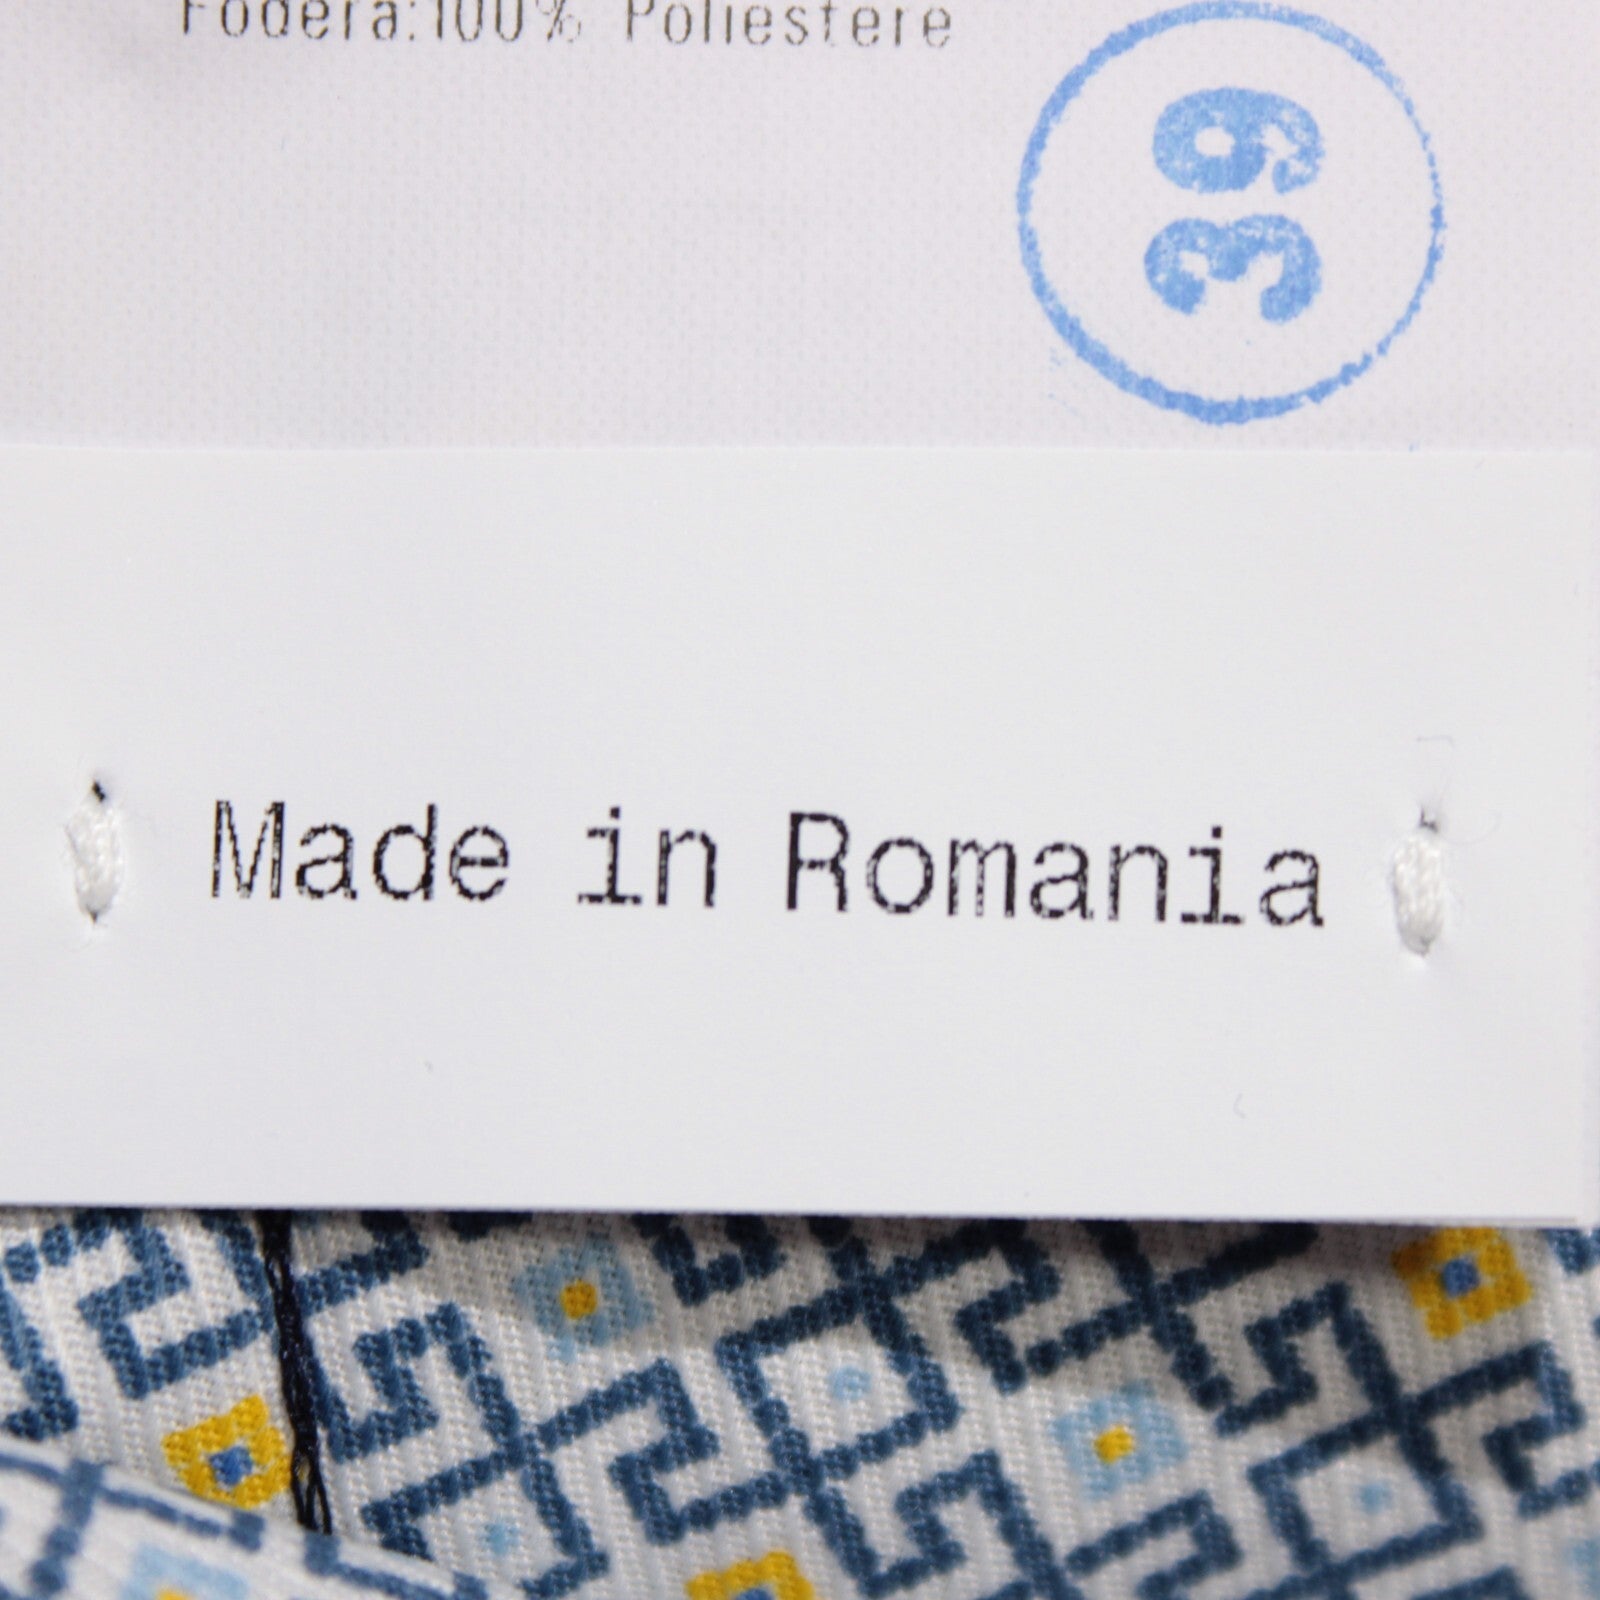 Fodera:100% Poliestere
39
Made in Romania